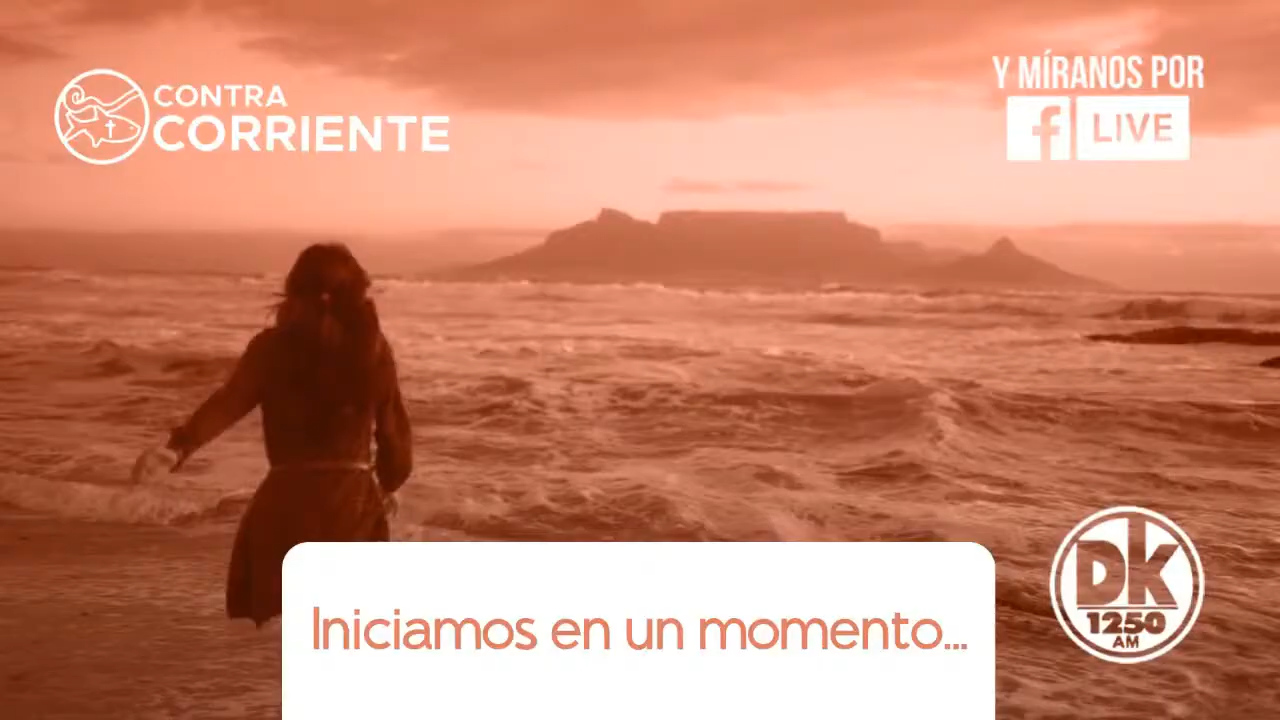 CONTRA
CORRIENTE
Y MÍRANOS POR
f LIVE
Iniciamos en un momento...
DK
1250
AM